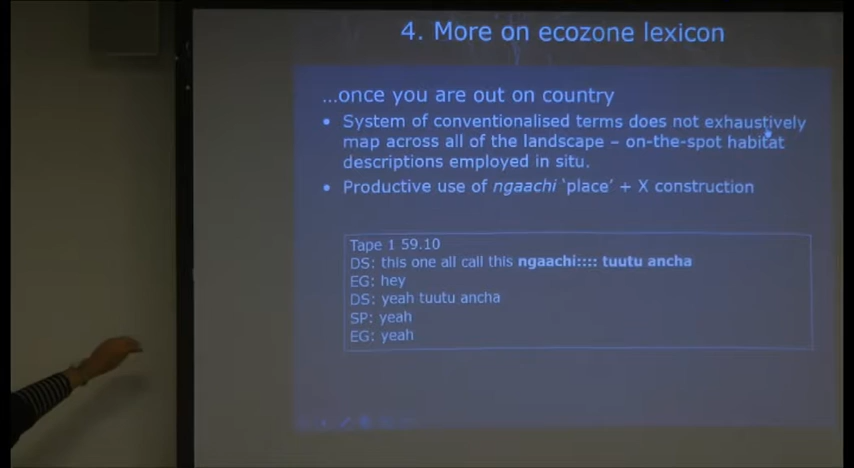 4. More on ecozone lexicon
...once you are out on country
• System of conventionalised terms does not exhaustively
map across all of the landscape – on-the-spot habitat
descriptions employed in situ.
• Productive use of ngaachi 'place' + X construction
Tape 1 59.10
DS: this one all call this ngaachi:::: tuutu ancha
EG: hey
DS: yeah tuutu ancha
SP: yeah
EG: yeah